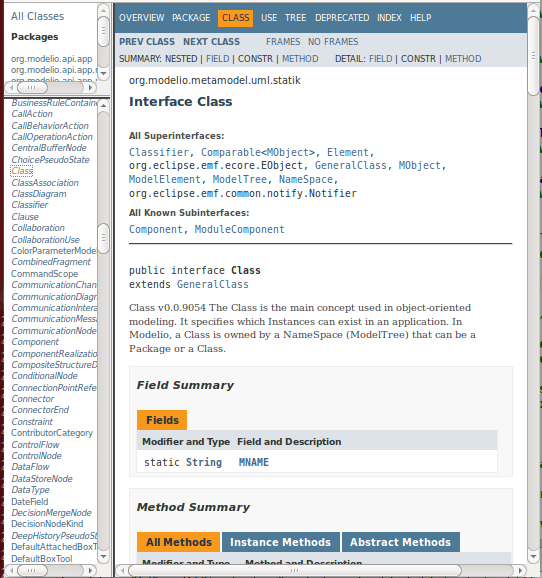 All Classes
Packages
org.modelio.api.app
org.modelio.api.app.
BusinessRuleContaine
CallAction
CallBehaviorAction
CallOperationAction
CentralBufferNode
ChoicePseudoState
Class
ClassAssociation
ClassDiagram
Classifier
Clause
Collaboration
CollaborationUse
ColorParameterMode
CombinedFragment
CommandScope
CommunicationChan
CommunicationDiagr
CommunicationIntera
CommunicationMessa
CommunicationNode
Component
ComponentRealizatio
CompositeStructureD
ConditionalNode
ConnectionPointRefe
Connector
ConnectorEnd
Constraint
ContributorCategory
ControlFlow
ControlNode
DataFlow
DataStoreNode
DataType
DateField
DecisionMergeNode
DecisionNodeKind
DeepHistoryPseudoSt
DefaultAttachedBoxT
DefaultBoxTool
OVERVIEW PACKAGE CLASS USE TREE DEPRECATED INDEX HELP
PREV CLASS NEXT CLASS FRAMES NO FRAMES
SUMMARY: NESTED | FIELD | CONSTR | METHOD DETAIL: FIELD | CONSTR | METHOD
org.modelio.metamodel.uml.statik
Interface Class
All Superinterfaces:
Classifier, Comparable<MObject>, Element,
org.eclipse.emf.ecore.EObject, GeneralClass, MObject,
ModelElement, ModelTree, NameSpace,
org.eclipse.emf.common.notify.Notifier
All Known Subinterfaces:
Component, ModuleComponent
public interface Class
extends GeneralClass
Class v0.0.9054 The Class is the main concept used in object-oriented
modeling. It specifies which Instances can exist in an application. In
Modelio, a Class is owned by a NameSpace (ModelTree) that can be a
Package or a Class.
Field Summary
Fields
Modifier and Type Field and Description
static String MNAME
Method Summary
All Methods Instance Methods Abstract Methods
Modifier and Type Method and Description